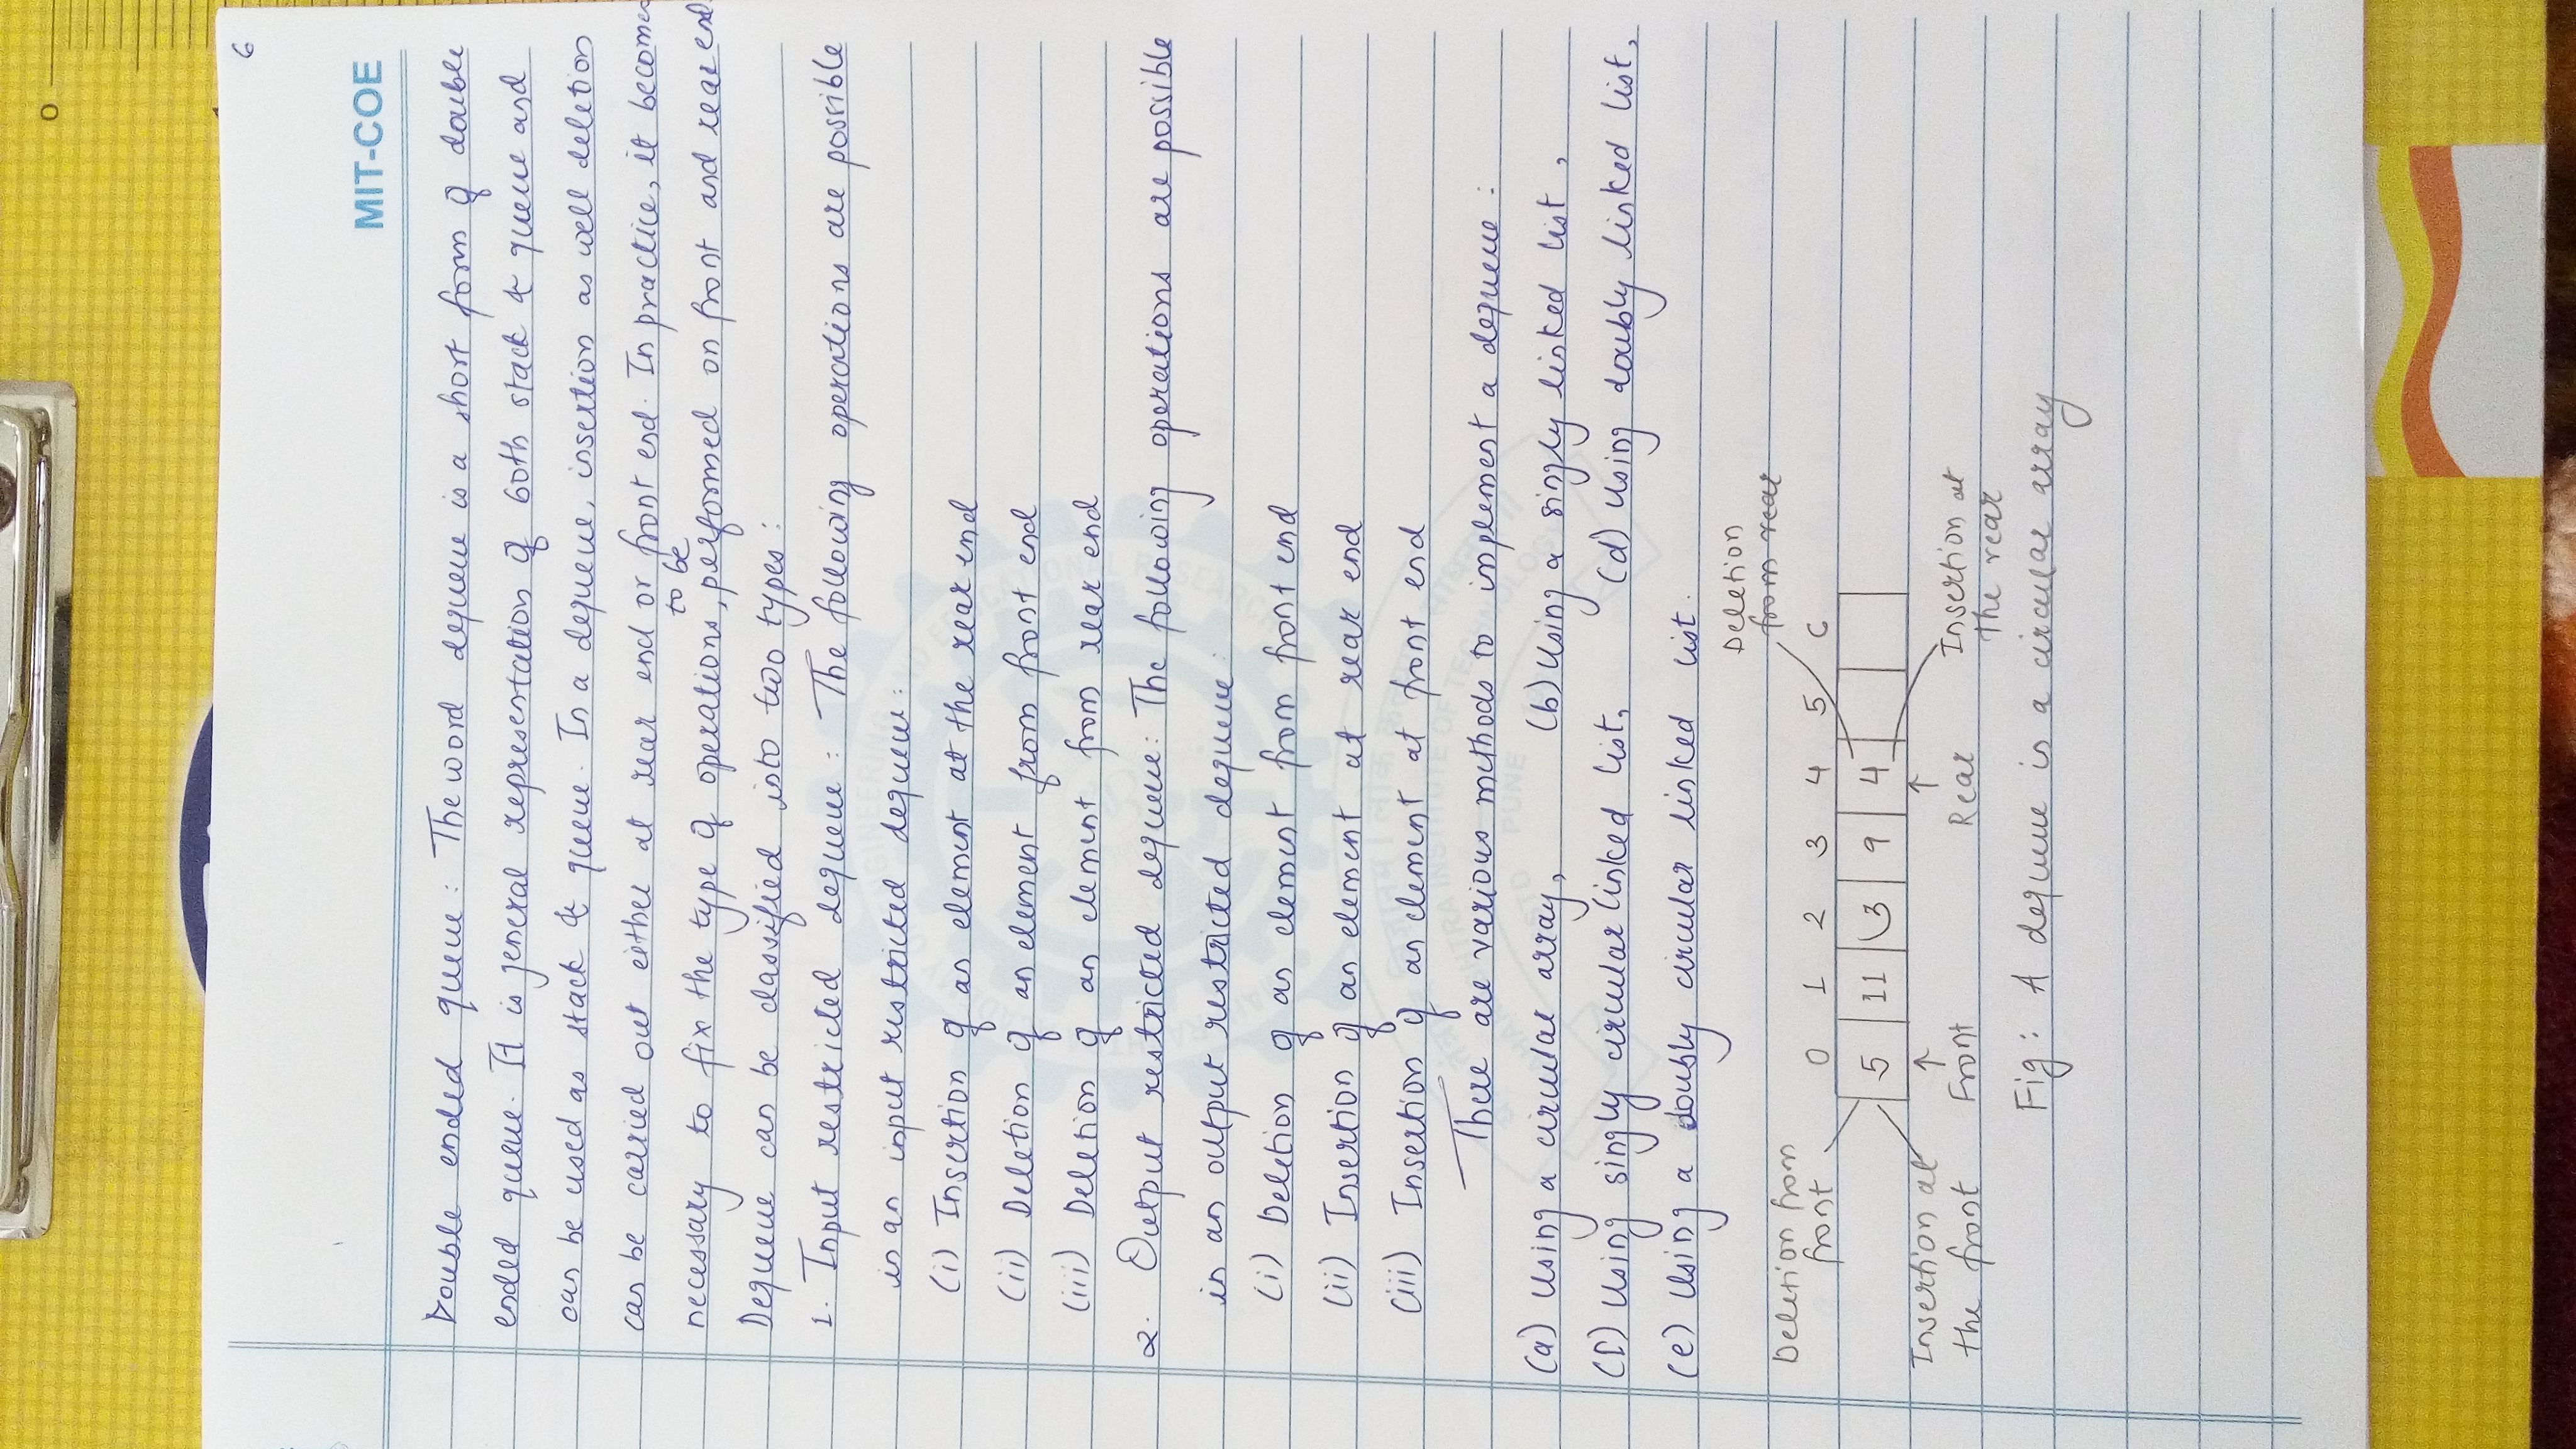 0
6
MIT-COE
Double ended queue: The word dequeue is a short form of double
ended queue. It is general representation of both stack & queue and
can be used as stack & queue. In a dequeue, insertion as well deletion
can be carried out either at rear end or front end. In practice, it becomes
to be
necessary to fix the type of operations, performed on front and rear end.
Dequeue can be classified into two types:
1. Input restricted dequeue: The following operations are possible
in an input restricted dequeue:
(i) Insertion of an element at the rear end
(ii) Deletion of an element from front end
(iii) Deletion of an element from rear end
2. Output restricted dequeue: The following operations are possible
in an output restricted dequeue:
(i) Deletion of an element from front end
(ii) Insertion of an element at rear end
(iii) Insertion of an element at front end
There are various methods to implement a dequeue:
(a) Using a circular array, (b) Using a singly linked list,
Using singly circular linked list, (d) Using doubly linked list,
(e) Using a doubly circular linked list.
Deletion
from rear
Deletion from
front
0 1 2 3 4 5 6
5 11 3 9 4
Insertion at
the front
↑ ↑
Front Rear
Insertion at
the rear
Fig: A dequeue in a circular array
PUNE